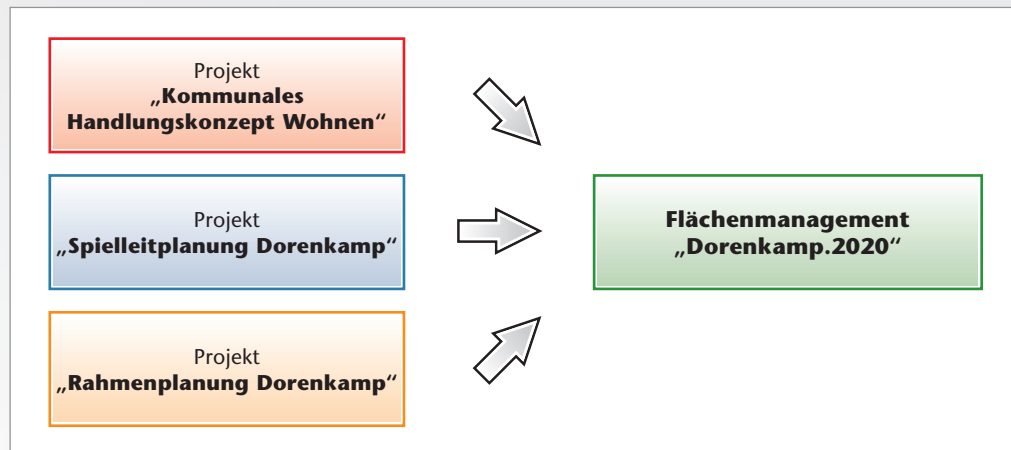 Projekt
„Kommunales
Handlungskonzept Wohnen“
Projekt
„Spielleitplanung Dorenkamp“
Projekt
„Rahmenplanung Dorenkamp“
Flächenmanagement
„Dorenkamp.2020“